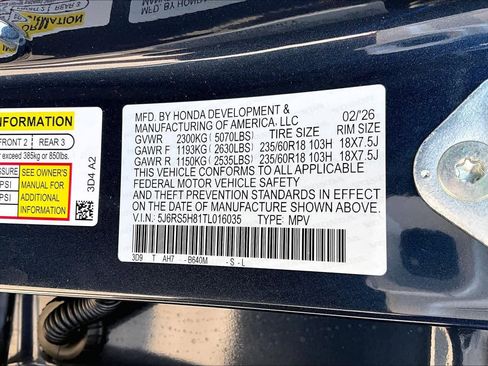 NFORMATION
FRONT 2 REAR 3
exceed 385kg or 850lbs.
SSURE
PSI
PSI
SEE OWNER'S
MANUAL FOR
ADDITIONAL
INFORMATION
3D4 A2
MFD. BY HONDA DEVELOPMENT & 02/26
MANUFACTURING OF AMERICA, LLC
GVWR 2300KG (5070LBS) TIRE SIZE RIM SIZE
GAWR F 1193KG (2630LBS) 235/60R18 103H 18X7.5J
GAWR R 1150KG (2535LBS) 235/60R18 103H 18X7.5J
THIS VEHICLE CONFORMS TO ALL APPLICABLE
FEDERAL MOTOR VEHICLE SAFETY
AND THEFT PREVENTION STANDARDS IN EFFECT
ON THE DATE OF MANUFACTURE SHOWN ABOVE.
V.I.N. 5J6RS5H81TL016035 TYPE MPV
3D9 T AH7 - B640M - S - L